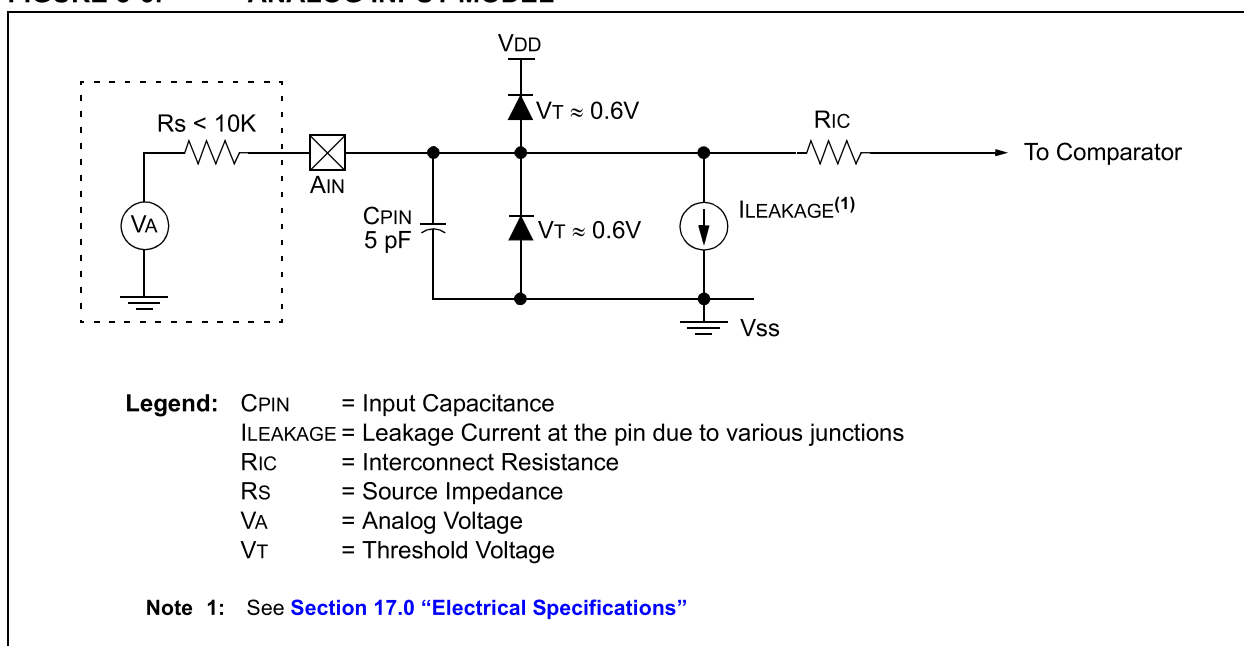 VDD
VT ≈ 0.6V
Rs < 10K
RIC
To Comparator
AIN
CPIN
5 pF
VT ≈ 0.6V
ILEAKAGE(1)
VA
Vss
Legend: CPIN = Input Capacitance
ILEAKAGE = Leakage Current at the pin due to various junctions
RIC = Interconnect Resistance
RS = Source Impedance
VA = Analog Voltage
VT = Threshold Voltage
Note 1: See Section 17.0 “Electrical Specifications”